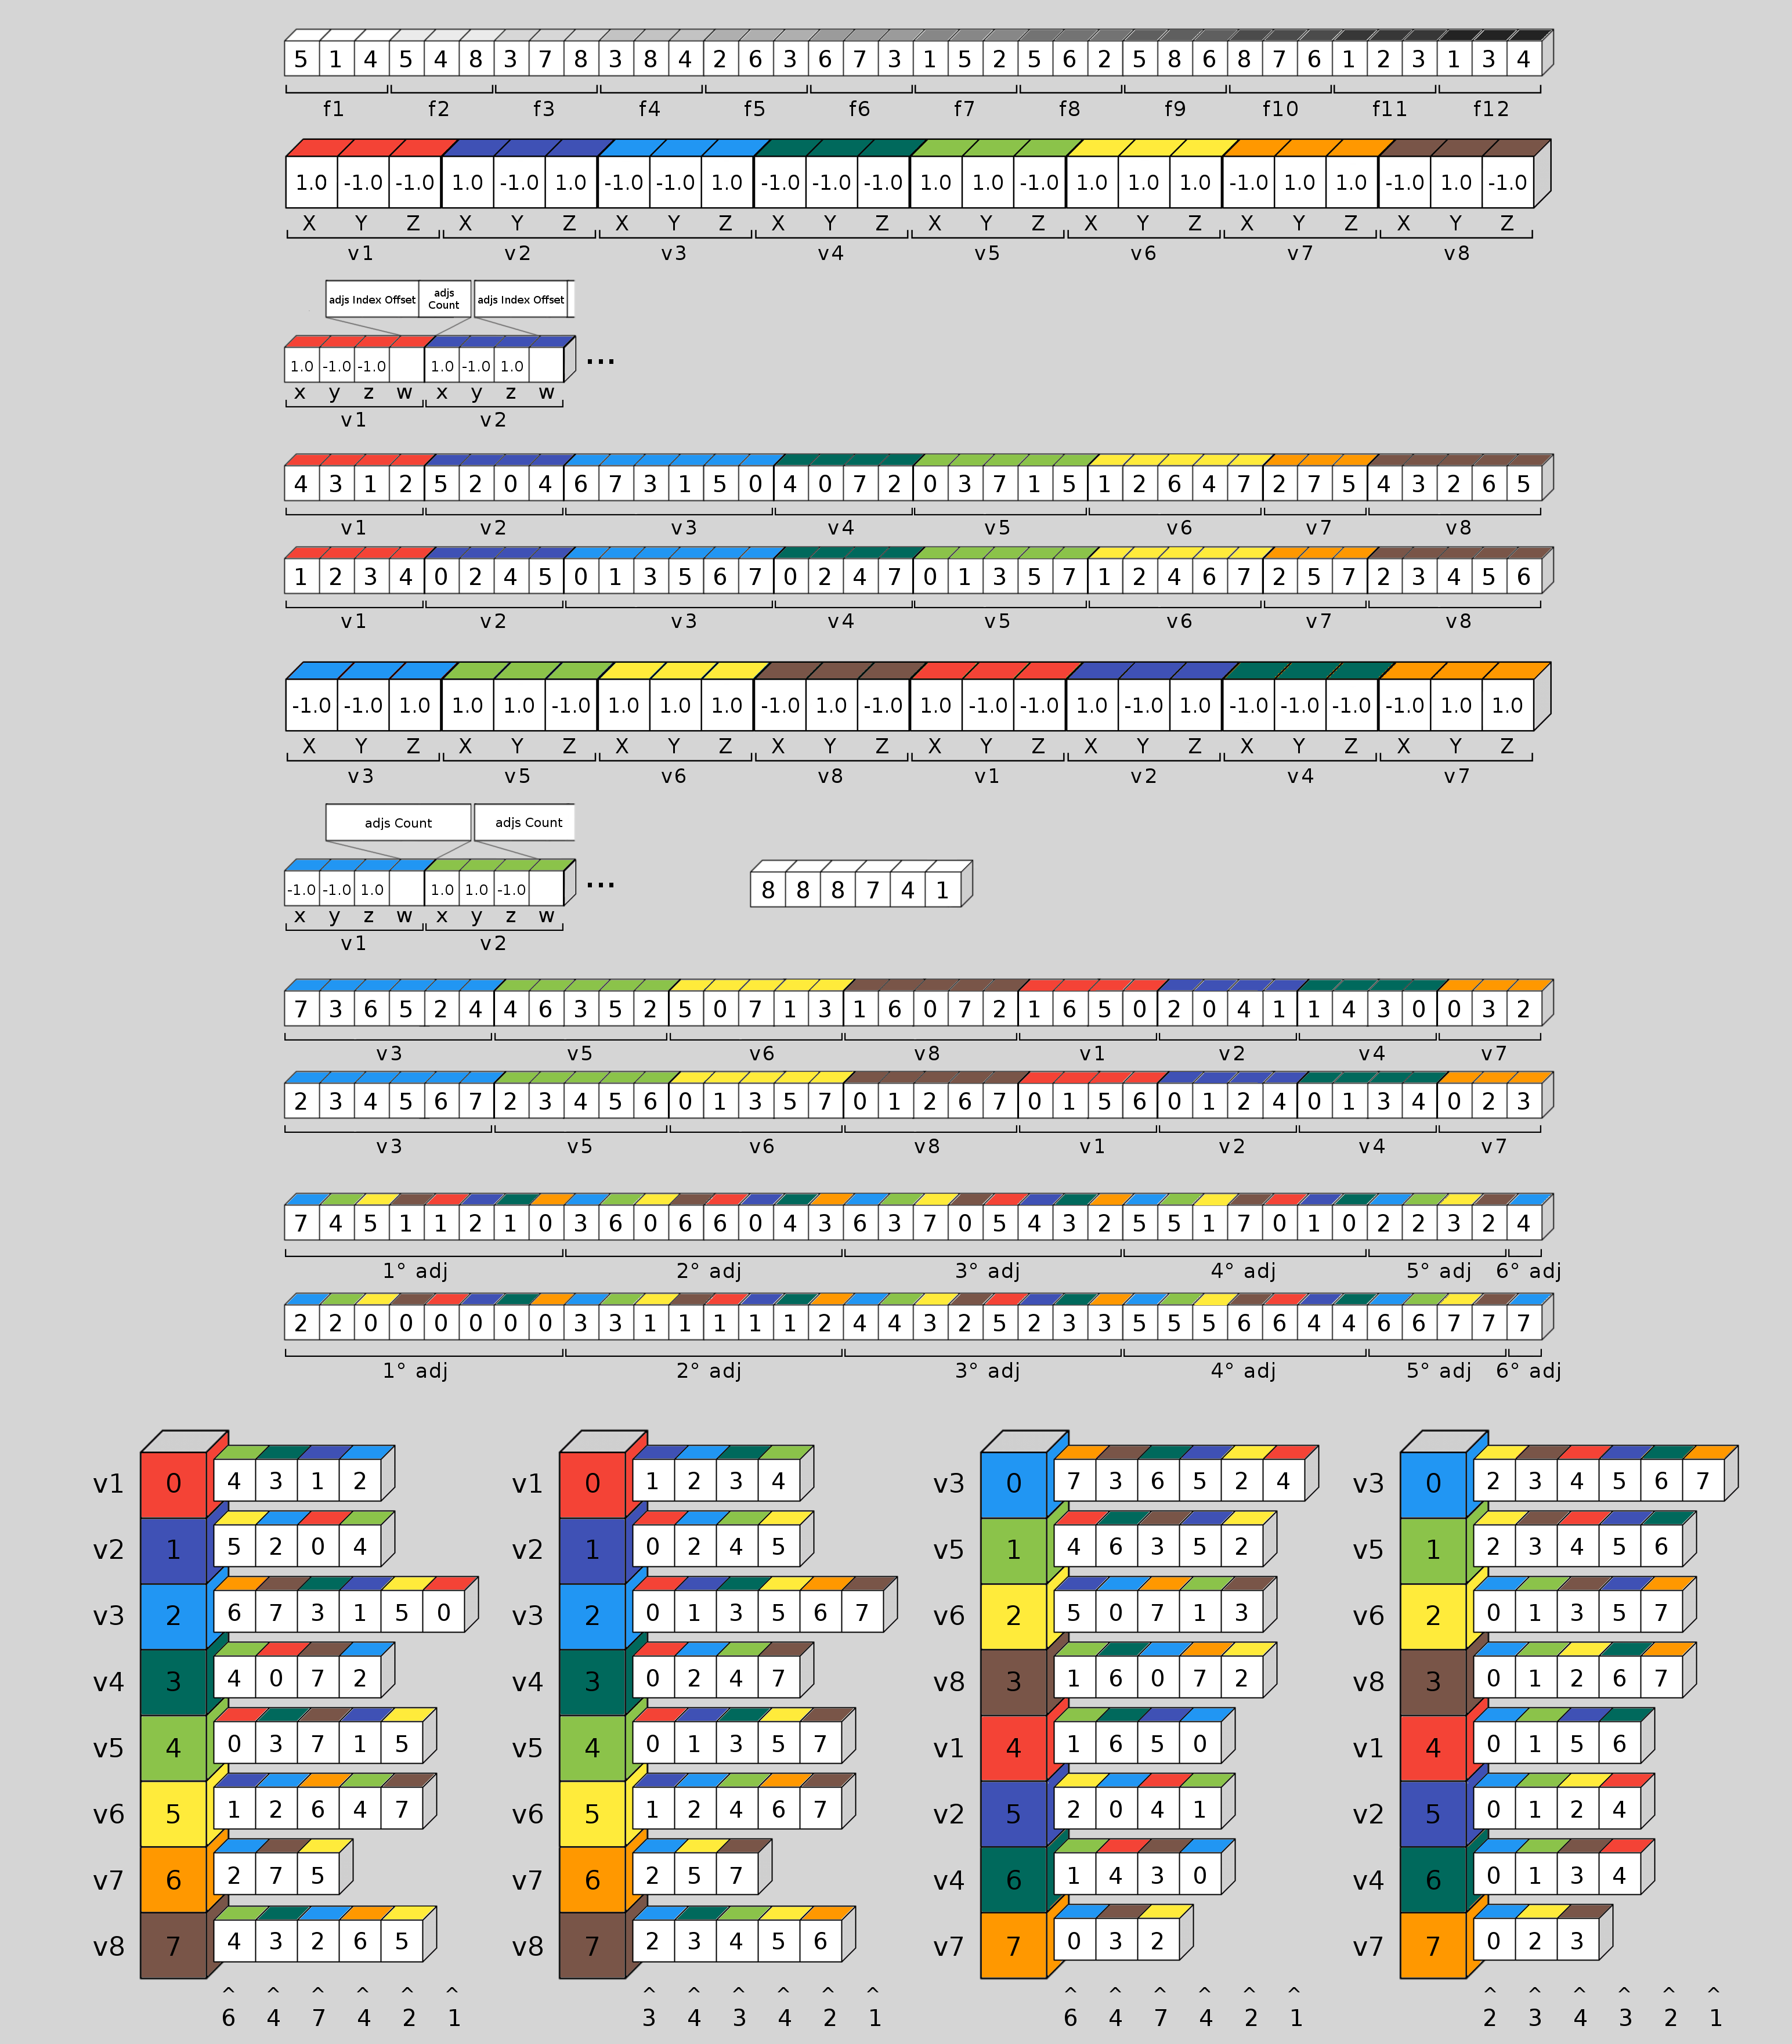 5 1 4 5 4 8 3 7 8 3 8 4 2 6 3 6 7 3 1 5 2 5 6 2 5 8 6 8 7 6 1 2 3 1 3 4
f1 f2 f3 f4 f5 f6 f7 f8 f9 f10 f11 f12
1.0 -1.0 -1.0 1.0 -1.0 1.0 -1.0 -1.0 1.0 -1.0 -1.0 -1.0 1.0 1.0 -1.0 1.0 1.0 1.0 -1.0 1.0 1.0 -1.0 1.0 -1.0
X Y Z X Y Z X Y Z X Y Z X Y Z X Y Z X Y Z X Y Z
v1 v2 v3 v4 v5 v6 v7 v8
adjs Index Offset adjs Count adjs Index Offset
1.0 -1.0 -1.0 1.0 -1.0 1.0 ...
x y z w x y z w
v1 v2
4 3 1 2 5 2 0 4 6 7 3 1 5 0 4 0 7 2 0 3 7 1 5 1 2 6 4 7 2 7 5 4 3 2 6 5
v1 v2 v3 v4 v5 v6 v7 v8
1 2 3 4 0 2 4 5 0 1 3 5 6 7 0 2 4 7 0 1 3 5 7 1 2 4 6 7 2 5 7 2 3 4 5 6
v1 v2 v3 v4 v5 v6 v7 v8
-1.0 -1.0 1.0 1.0 1.0 -1.0 1.0 1.0 1.0 -1.0 1.0 -1.0 1.0 -1.0 -1.0 1.0 -1.0 1.0 -1.0 -1.0 -1.0 -1.0 1.0 1.0
X Y Z X Y Z X Y Z X Y Z X Y Z X Y Z X Y Z X Y Z
v3 v5 v6 v8 v1 v2 v4 v7
adjs Count adjs Count
-1.0 -1.0 1.0 1.0 1.0 -1.0 ... 8 8 8 7 4 1
x y z w x y z w
v1 v2
7 3 6 5 2 4 4 6 3 5 2 5 0 7 1 3 1 6 0 7 2 1 6 5 0 2 0 4 1 1 4 3 0 0 3 2
v3 v5 v6 v8 v1 v2 v4 v7
2 3 4 5 6 7 2 3 4 5 6 0 1 3 5 7 0 1 2 6 7 0 1 5 6 0 1 2 4 0 1 3 4 0 2 3
v3 v5 v6 v8 v1 v2 v4 v7
7 4 5 1 1 2 1 0 3 6 0 6 6 0 4 3 6 3 7 0 5 4 3 2 5 5 1 7 0 1 0 2 2 3 2 4
1° adj 2° adj 3° adj 4° adj 5° adj 6° adj
2 2 0 0 0 0 0 0 3 3 1 1 1 1 1 2 4 4 3 2 5 2 3 3 5 5 5 6 6 4 4 6 6 7 7 7
1° adj 2° adj 3° adj 4° adj 5° adj 6° adj
v1 0 4 3 1 2 v1 0 1 2 3 4 v3 0 7 3 6 5 2 4 v3 0 2 3 4 5 6 7
v2 1 5 2 0 4 v2 1 0 2 4 5 v5 1 4 6 3 5 2 v5 1 2 3 4 5 6
v3 2 6 7 3 1 5 0 v3 2 0 1 3 5 6 7 v6 2 5 0 7 1 3 v6 2 0 1 3 5 7
v4 3 4 0 7 2 v4 3 0 2 4 7 v8 3 1 6 0 7 2 v8 3 0 1 2 6 7
v5 4 0 3 7 1 5 v5 4 0 1 3 5 7 v1 4 1 6 5 0 v1 4 0 1 5 6
v6 5 1 2 6 4 7 v6 5 1 2 4 6 7 v2 5 2 0 4 1 v2 5 0 1 2 4
v7 6 2 7 5 v7 6 2 5 7 v4 6 1 4 3 0 v4 6 0 1 3 4
v8 7 4 3 2 6 5 v8 7 2 3 4 5 6 v7 7 0 3 2 v7 7 0 2 3
^ ^ ^ ^ ^ ^ ^ ^ ^ ^ ^ ^ ^ ^ ^ ^ ^ ^ ^ ^ ^ ^ ^ ^
6 4 7 4 2 1 3 4 3 4 2 1 6 4 7 4 2 1 2 3 4 3 2 1